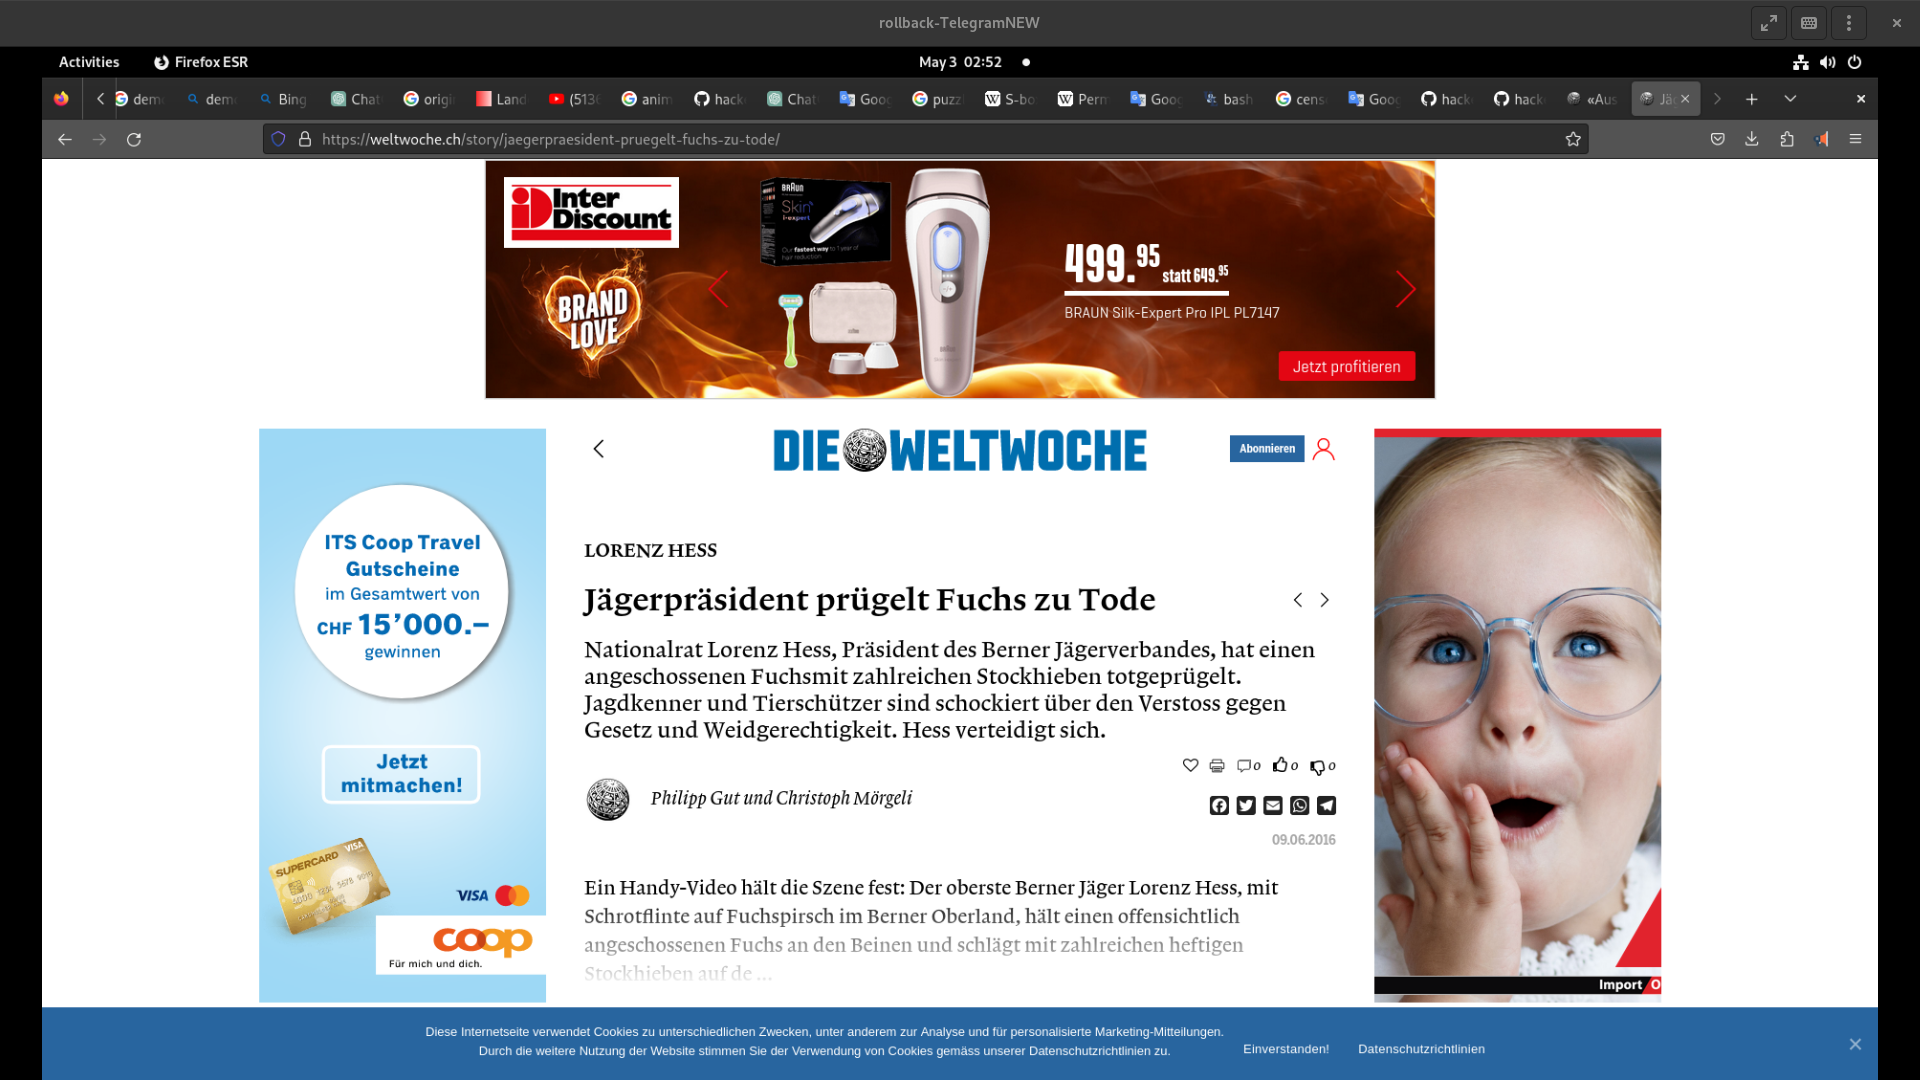 rollback-TelegramNEW
Activities
Firefox ESR
May 3 02:52
dem
dem
Bing
Chat
origi
Land
(513
anim
hack
Chat
Goog
puzz
S-bo
Perm
Goog
bash
cens
Goog
hack
hack
«Aus
Jäg
https://weltwoche.ch/story/jaegerpraesident-pruegelt-fuchs-zu-tode/
Inter
Discount
BRAND
LOVE
BRAUN
Skin
i·expert
Our fastest way to 1 year of
hair reduction
499.95 statt 649.95
BRAUN Silk-Expert Pro IPL PL7147
Jetzt profitieren
ITS Coop Travel
Gutscheine
im Gesamtwert von
CHF 15’000.–
gewinnen
Jetzt
mitmachen!
SUPERCARD
VISA
VISA
coop
Für mich und dich.
DIE WELTWOCHE
Abonnieren
LORENZ HESS
Jägerpräsident prügelt Fuchs zu Tode
Nationalrat Lorenz Hess, Präsident des Berner Jägerverbandes, hat einen
angeschossenen Fuchsmit zahlreichen Stockhieben totgeprügelt.
Jagdkenner und Tierschützer sind schockiert über den Verstoss gegen
Gesetz und Weidgerechtigkeit. Hess verteidigt sich.
0 0 0
Philipp Gut und Christoph Mörgeli
09.06.2016
Ein Handy-Video hält die Szene fest: Der oberste Berner Jäger Lorenz Hess, mit
Schrotflinte auf Fuchspirsch im Berner Oberland, hält einen offensichtlich
angeschossenen Fuchs an den Beinen und schlägt mit zahlreichen heftigen
Stockhieben auf de ...
Import O
Diese Internetseite verwendet Cookies zu unterschiedlichen Zwecken, unter anderem zur Analyse und für personalisierte Marketing-Mitteilungen.
Durch die weitere Nutzung der Website stimmen Sie der Verwendung von Cookies gemäss unserer Datenschutzrichtlinien zu.
Einverstanden!
Datenschutzrichtlinien